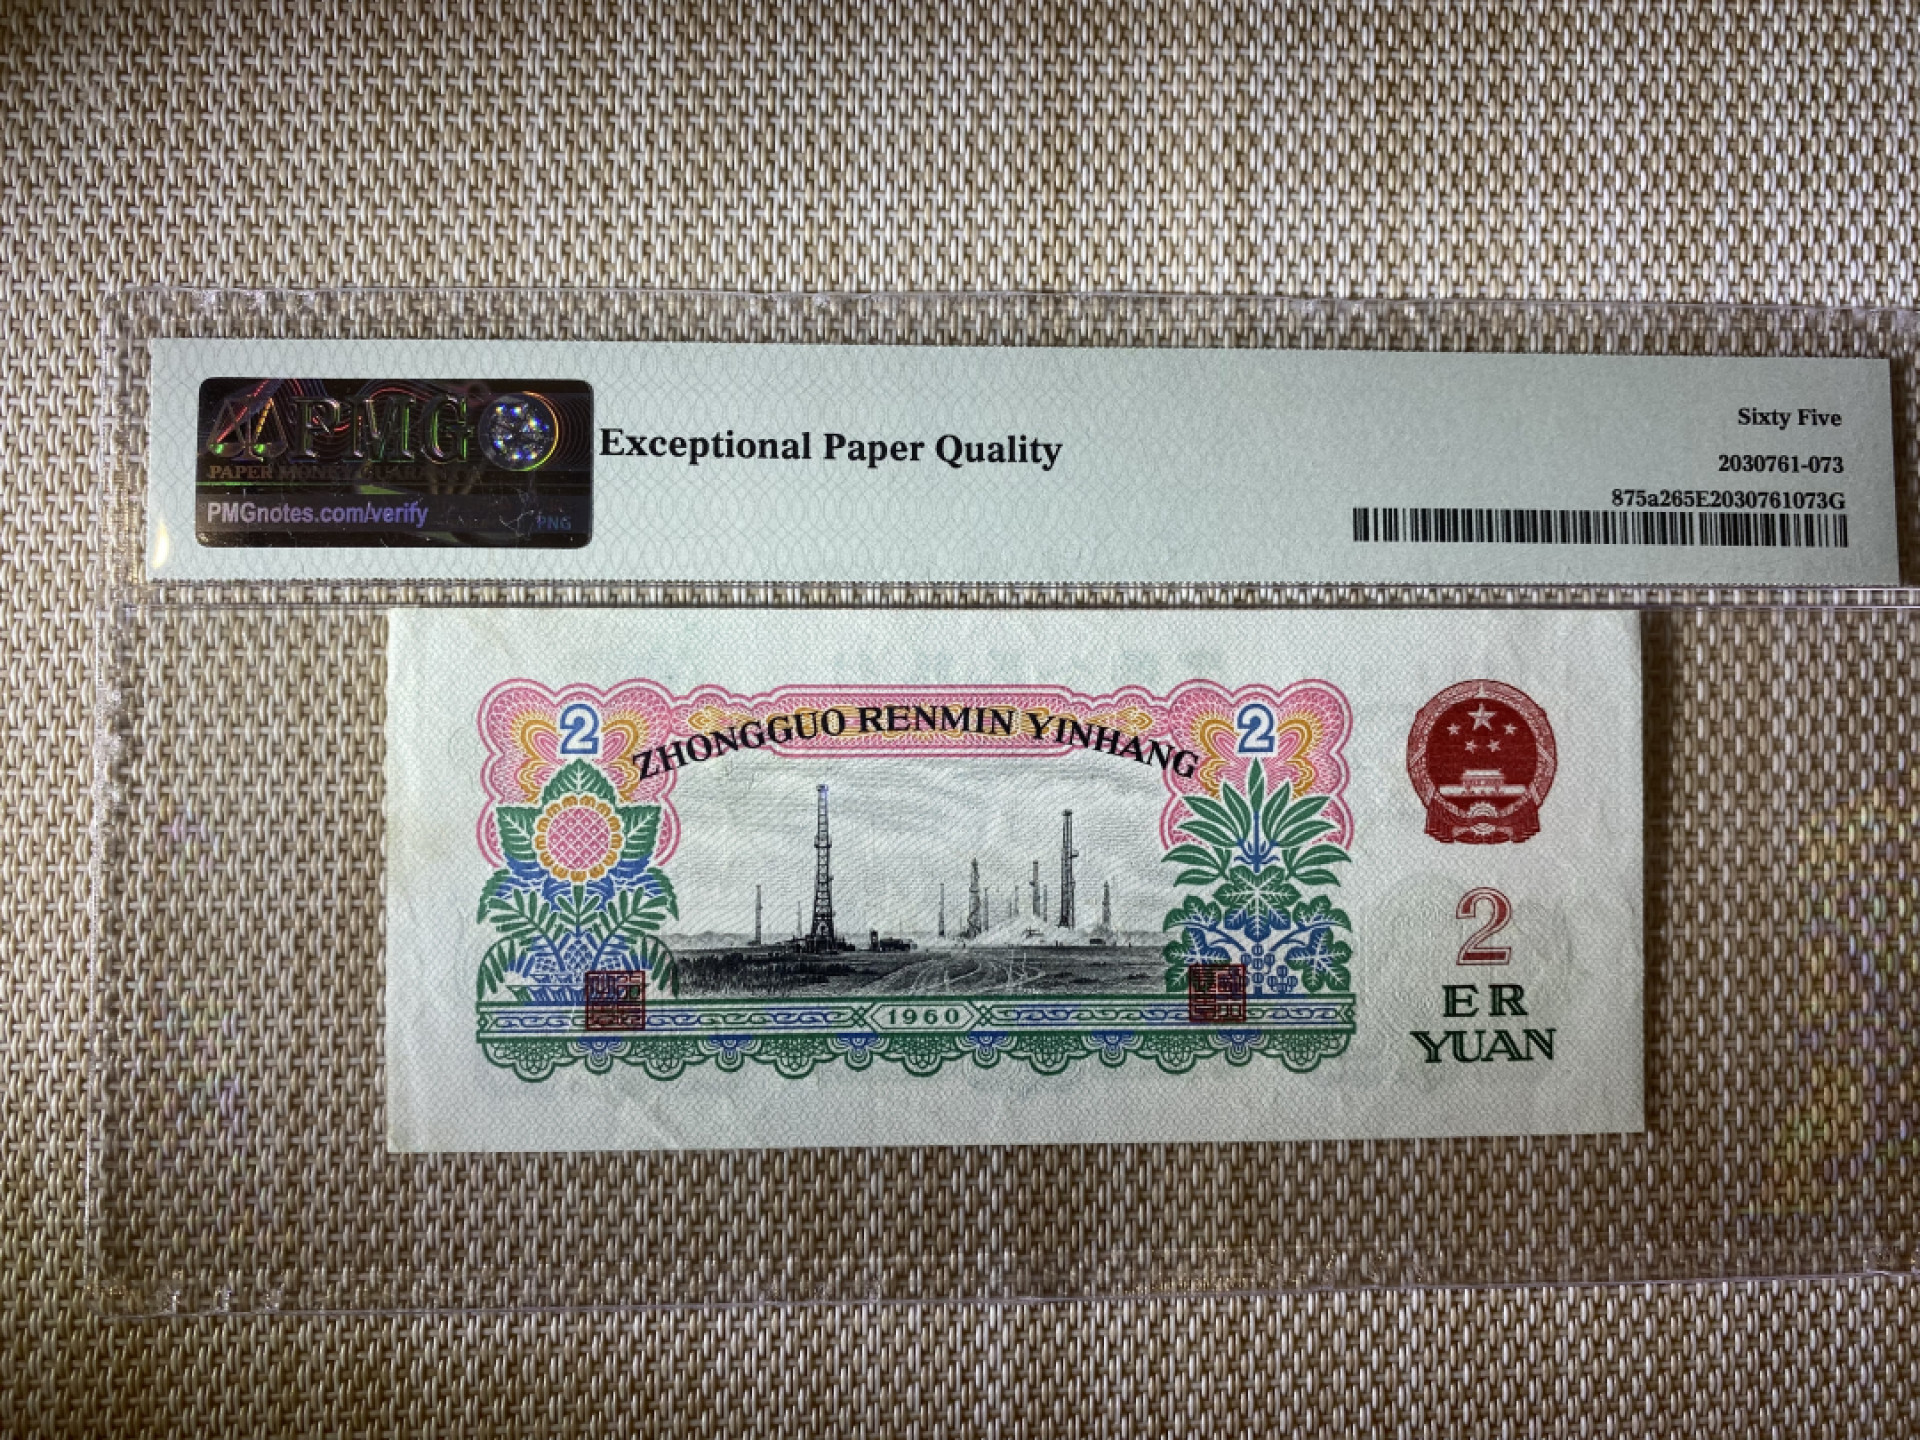 PMG
PAPER MONEY GUARANTY
PMGnotes.com/verify
PNG
Exceptional Paper Quality
Sixty Five
2030761-073
875a265E2030761073G
2
ZHONGGUO RENMIN YINHANG
2
1960
2
ER
YUAN